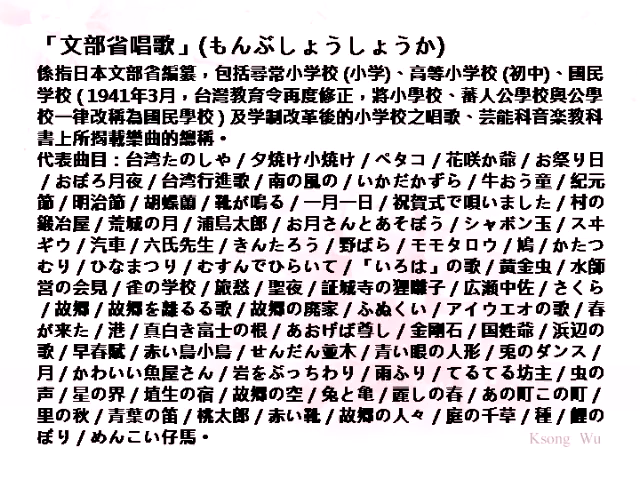 「文部省唱歌」(もんぶしょうしょうか)
係指日本文部省編纂，包括尋常小学校 (小学)、高等小学校 (初中)、國民
学校 ( 1941年3月，台灣教育令再度修正，將小學校、蕃人公學校與公學
校一律改稱為國民學校 ) 及学制改革後的小学校之唱歌、芸能科音楽教科
書上所揭載樂曲的總稱。
代表曲目：台湾たのしや / 夕焼け小焼け / ペタコ / 花咲か爺 / お祭り日
/ おぼろ月夜 / 台湾行進歌 / 南の風の / いかだかずら / 牛おう童 / 紀元
節 / 明治節 / 胡蝶蘭 / 靴が鳴る / 一月一日 / 祝賀式で唄いました / 村の
鍛冶屋 / 荒城の月 / 浦島太郎 / お月さんとあそぼう / シャボン玉 / スヰ
ギウ / 汽車 / 六氏先生 / きんたろう / 野ばら / モモタロウ / 鳩 / かたつ
むり / ひなまつり / むすんでひらいて / 「いろは」の歌 / 黃金虫 / 水師
営の会見 / 雀の学校 / 旅愁 / 聖夜 / 証城寺の狸囃子 / 広瀬中佐 / さくら
/ 故郷 / 故郷を離るる歌 / 故郷の廃家 / ふぬくい / アイウエオの歌 / 春
が来た / 港 / 真白き富士の根 / あおげば尊し / 金剛石 / 国姓爺 / 浜辺の
歌 / 早春賦 / 赤い鳥小鳥 / せんだん並木 / 青い眼の人形 / 兎のダンス /
月 / かわいい魚屋さん / 岩をぶっちわり / 雨ふり / てるてる坊主 / 虫の
声 / 星の界 / 埴生の宿 / 故郷の空 / 兔と亀 / 麗しの春 / あの町この町 /
里の秋 / 青葉の笛 / 桃太郎 / 赤い靴 / 故郷の人々 / 庭の千草 / 種 / 鯉の
ぼり / めんこい仔馬。
Ksong Wu